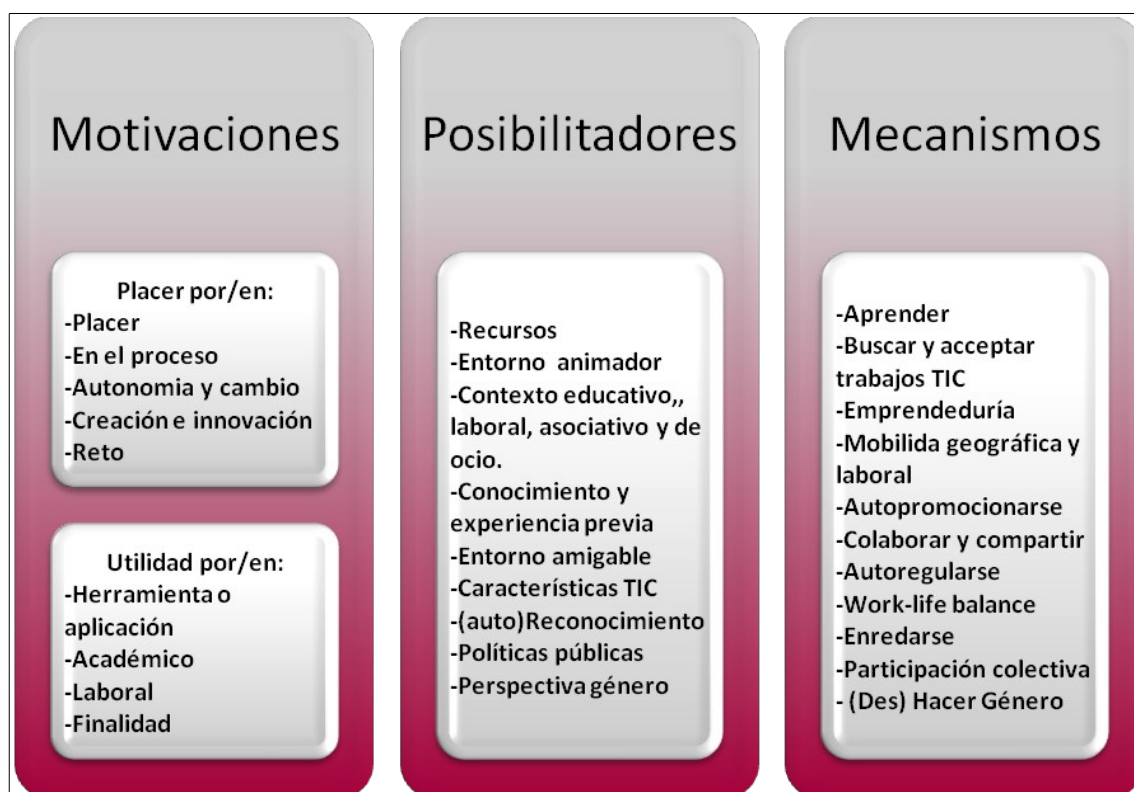 Motivaciones
Placer por/en:
-Placer
-En el proceso
-Autonomia y cambio
-Creación e innovación
-Reto
Utilidad por/en:
-Herramienta o
aplicación
-Académico
-Laboral
-Finalidad
Posibilitadores
-Recursos
-Entorno animador
-Contexto educativo,,
laboral, asociativo y de
ocio.
-Conocimiento y
experiencia previa
-Entorno amigable
-Características TIC
-(auto)Reconocimiento
-Políticas públicas
-Perspectiva género
Mecanismos
-Aprender
-Buscar y acceptar
trabajos TIC
-Emprendeduría
-Mobilida geográfica y
laboral
-Autopromocionarse
-Colaborar y compartir
-Autoregularse
-Work-life balance
-Enredarse
-Participación colectiva
- (Des) Hacer Género